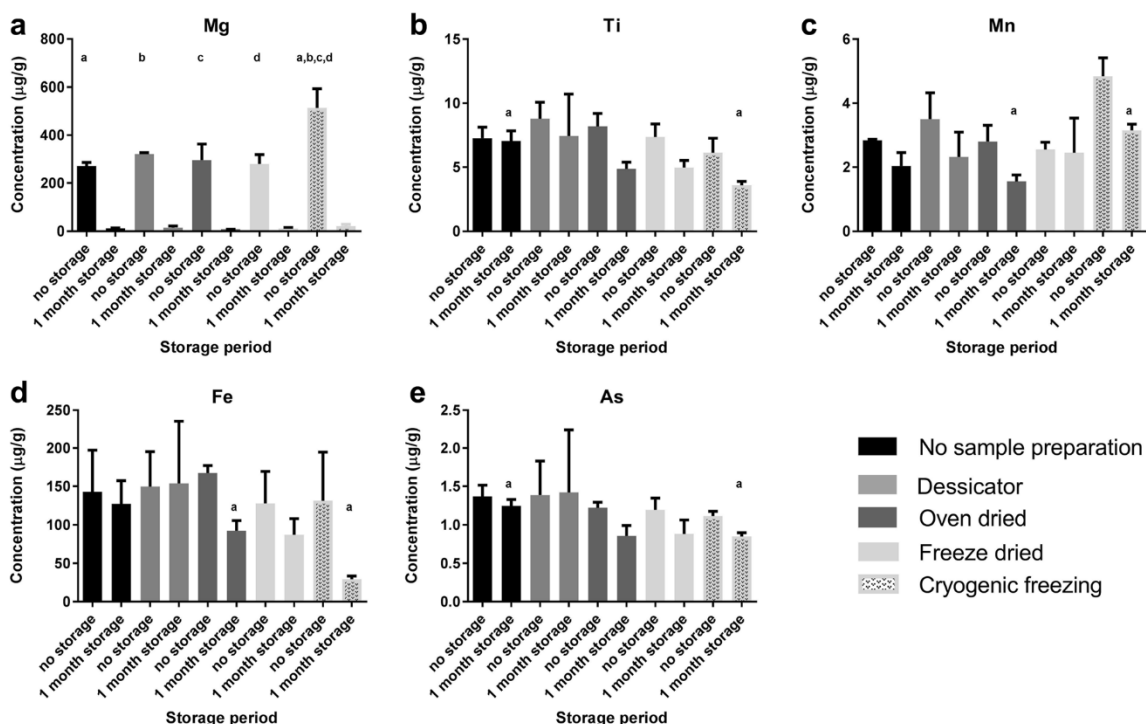 a
Mg
Concentration (µg/g)
800
600
400
200
0
a
b
c
d
a,b,c,d
no storage
1 month storage
no storage
1 month storage
no storage
1 month storage
no storage
1 month storage
no storage
1 month storage
Storage period
b
Ti
Concentration (µg/g)
15
10
5
0
a
a
no storage
1 month storage
no storage
1 month storage
no storage
1 month storage
no storage
1 month storage
no storage
1 month storage
Storage period
c
Mn
Concentration (µg/g)
6
4
2
0
a
a
no storage
1 month storage
no storage
1 month storage
no storage
1 month storage
no storage
1 month storage
no storage
1 month storage
Storage period
d
Fe
Concentration (µg/g)
250
200
150
100
50
0
a
a
no storage
1 month storage
no storage
1 month storage
no storage
1 month storage
no storage
1 month storage
no storage
1 month storage
Storage period
e
As
Concentration (µg/g)
2.5
2.0
1.5
1.0
0.5
0.0
a
a
no storage
1 month storage
no storage
1 month storage
no storage
1 month storage
no storage
1 month storage
no storage
1 month storage
Storage period
No sample preparation
Dessicator
Oven dried
Freeze dried
Cryogenic freezing